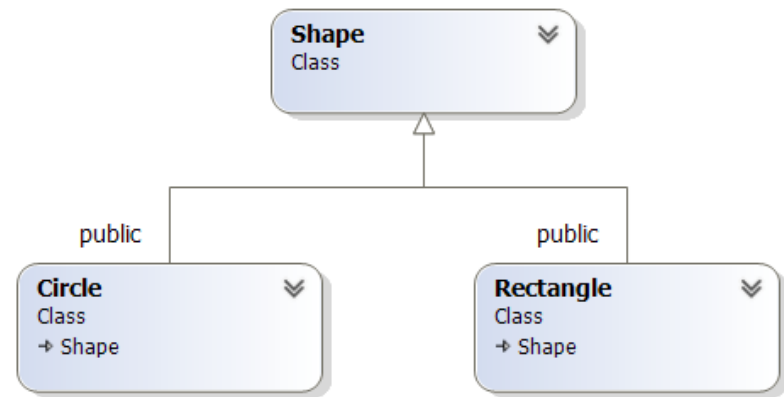 Shape
Class
public
public
Circle
Class
Shape
Rectangle
Class
Shape